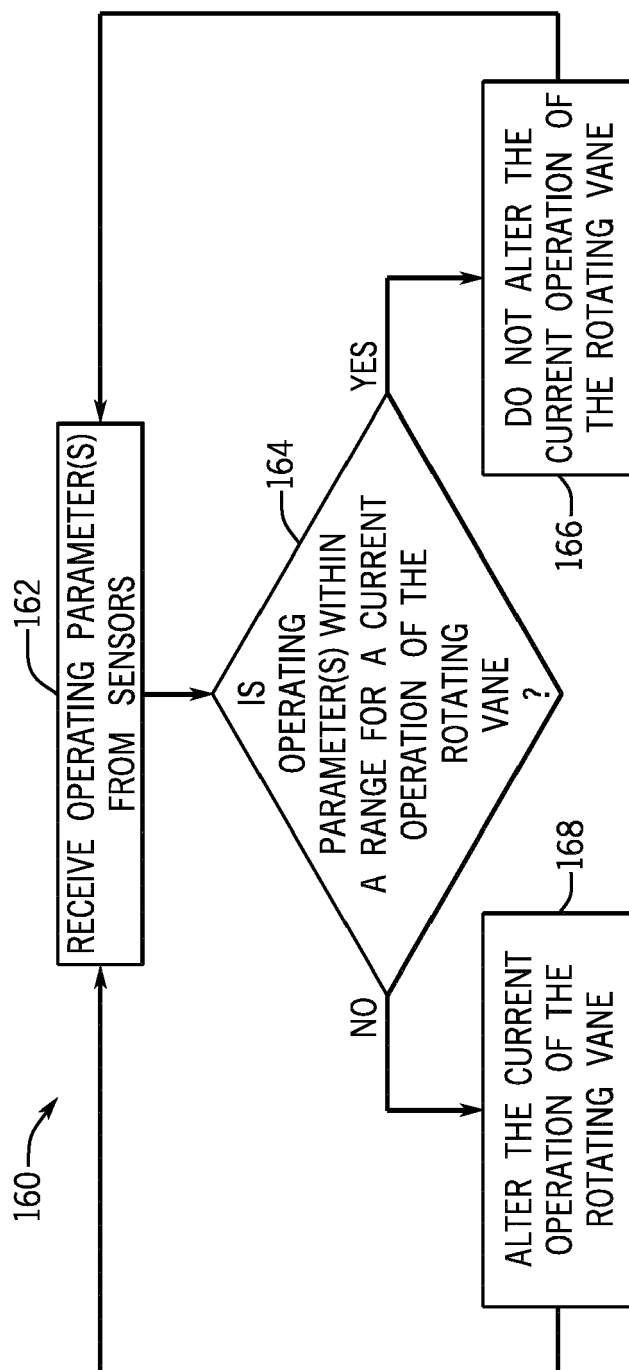 160
162
RECEIVE OPERATING PARAMETER(S)
FROM SENSORS
164
IS
OPERATING
PARAMETER(S) WITHIN
A RANGE FOR A CURRENT
OPERATION OF THE
ROTATING
VANE
?
NO
YES
168
ALTER THE CURRENT
OPERATION OF THE
ROTATING VANE
166
DO NOT ALTER THE
CURRENT OPERATION OF
THE ROTATING VANE